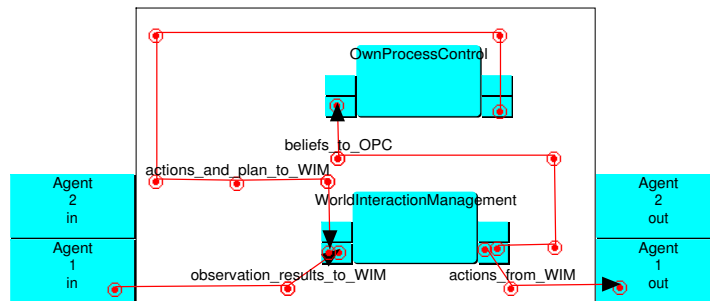 OwnProcessControl
beliefs_to_OPC
actions_and_plan_to_WIM
WorldInteractionManagement
Agent
2
in
Agent
2
out
Agent
1
in
Agent
1
out
observation_results_to_WIM
actions_from_WIM